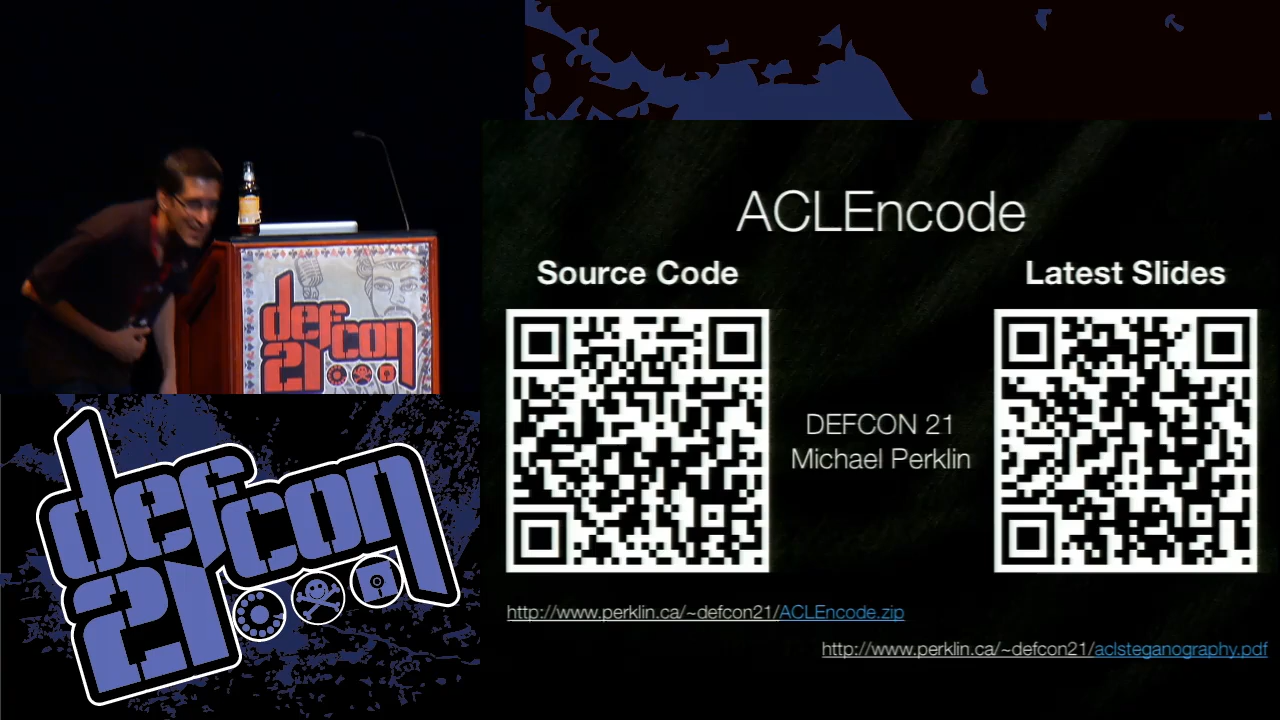 ACLEncode
Source Code
Latest Slides
DEFCON 21
Michael Perklin
http://www.perklin.ca/~defcon21/ACLEncode.zip
http://www.perklin.ca/~defcon21/aclsteganography.pdf
defcon
21
defcon
21